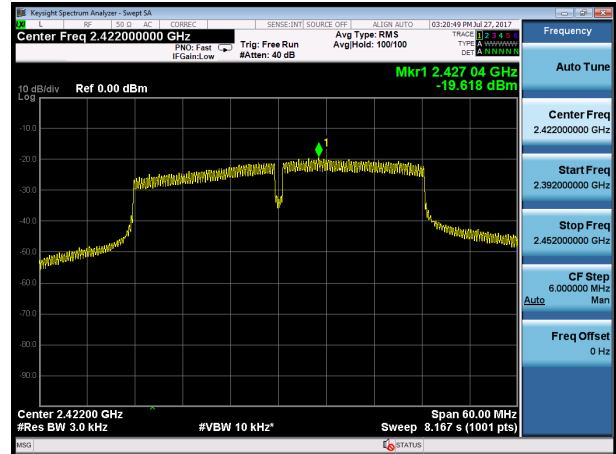 Keysight Spectrum Analyzer - Swept SA
LXI L RF 50 Ω AC CORREC SENSE:INT SOURCE OFF ALIGN AUTO 03:20:49 PM Jul 27, 2017
Center Freq 2.422000000 GHz
PNO: Fast
IFGain:Low
Trig: Free Run
#Atten: 40 dB
Avg Type: RMS
Avg|Hold: 100/100
TRACE 1 2 3 4 5 6
TYPE A WWWWW
DET A NNNNN
Mkr1 2.427 04 GHz
-19.618 dBm
10 dB/div
Log
Ref 0.00 dBm
1
-10.0
-20.0
-30.0
-40.0
-50.0
-60.0
-70.0
-80.0
-90.0
Center 2.42200 GHz
Span 60.00 MHz
#Res BW 3.0 kHz
#VBW 10 kHz*
Sweep 8.167 s (1001 pts)
MSG
STATUS
Frequency
Auto Tune
Center Freq
2.422000000 GHz
Start Freq
2.392000000 GHz
Stop Freq
2.452000000 GHz
CF Step
6.000000 MHz
Auto Man
Freq Offset
0 Hz